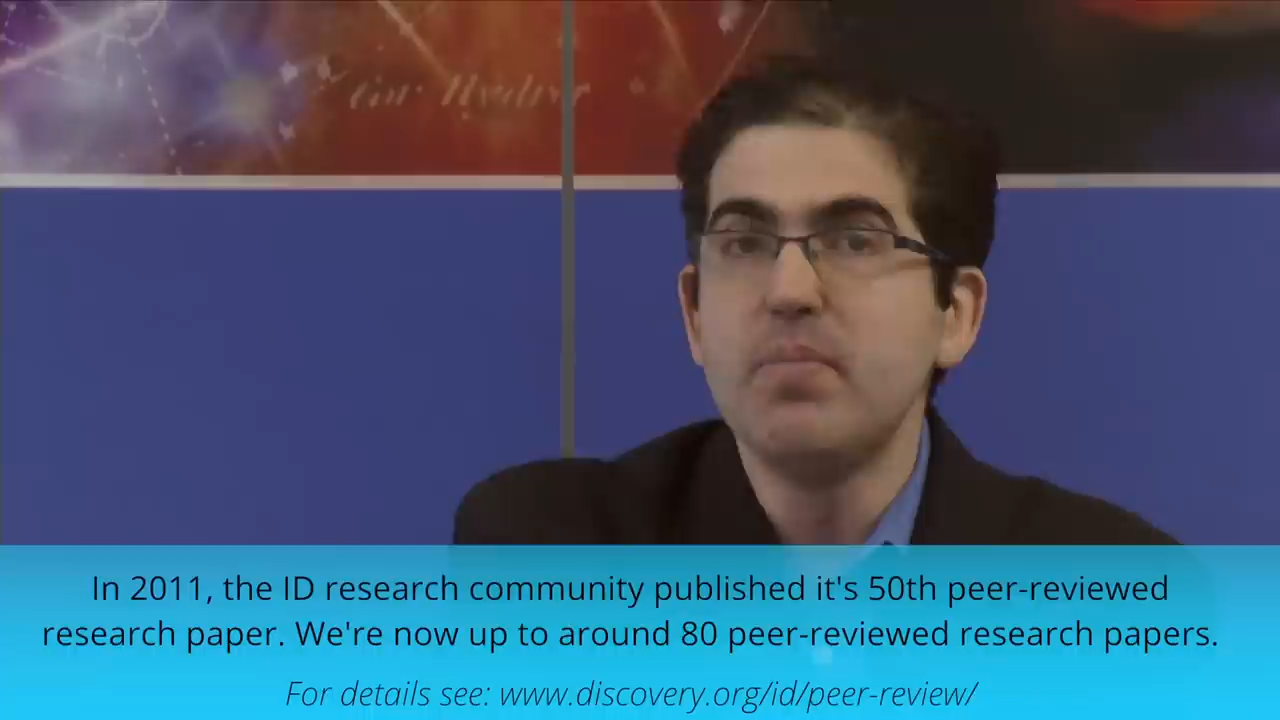 In 2011, the ID research community published it's 50th peer-reviewed
research paper. We're now up to around 80 peer-reviewed research papers.
For details see: www.discovery.org/id/peer-review/